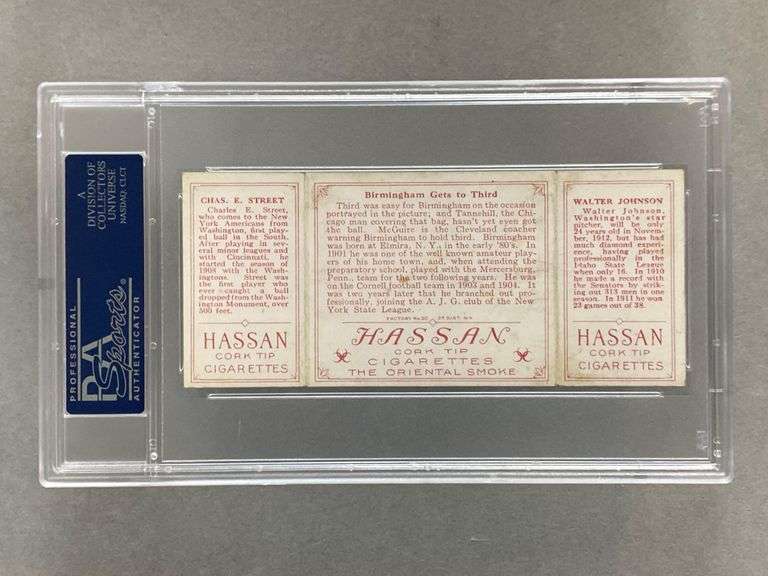 A
DIVISION OF
COLLECTORS
UNIVERSE
NASDAQ: CLCT
PROFESSIONAL
PSA
Sports
AUTHENTICATOR
CHAS. E. STREET
Charles E. Street,
who comes to the New
York Americans from
Washington, first play-
ed ball in the South.
After playing in sev-
eral minor leagues and
with Cincinnati, he
started the season of
1908 with the Wash-
ingtons. Street was
the first player who
ever caught a ball
dropped from the Wash-
ington Monument, over
500 feet.
HASSAN
CORK TIP
CIGARETTES
Birmingham Gets to Third
Third was easy for Birmingham on the occasion
portrayed in the picture; and Tannehill, the Chi-
cago man covering that bag, hasn't yet even got
the ball. McGuire is the Cleveland coacher
warning Birmingham to hold third. Birmingham
was born at Elmira, N. Y., in the early '80's. In
1901 he was one of the well known amateur play-
ers of his home town, and, when attending the
preparatory school, played with the Mercersburg,
Penn., team for the two following years. He was
on the Cornell football team in 1903 and 1904. It
was two years later that he branched out pro-
fessionally, joining the A. J. G. club of the New
York State League.
FACTORY No. 30 2D DIST. N.Y.
HASSAN
CORK TIP
CIGARETTES
THE ORIENTAL SMOKE
WALTER JOHNSON
Walter Johnson,
Washington's star
pitcher, will be only
24 years old in Novem-
ber, 1912, but has had
much diamond experi-
ence, having played
professionally in the
Idaho State League
when only 16. In 1910
he made a record with
the Senators by strik-
ing out 313 men in one
season. In 1911 he won
23 games out of 38.
HASSAN
CORK TIP
CIGARETTES